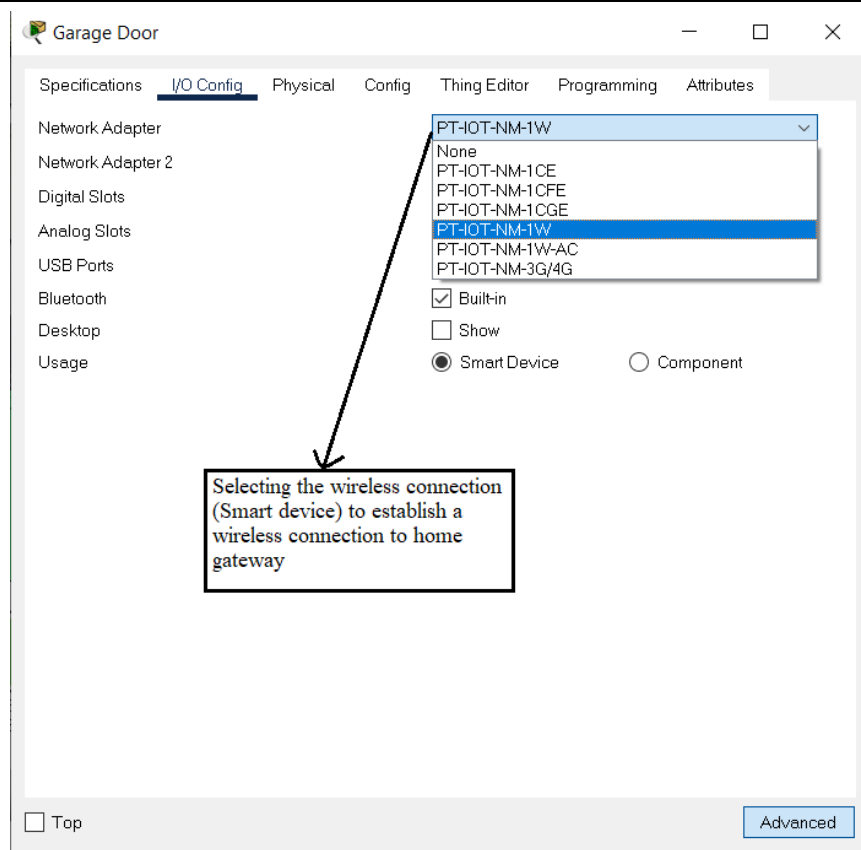 Garage Door
Specifications I/O Config Physical Config Thing Editor Programming Attributes
Network Adapter PT-IOT-NM-1W
None
Network Adapter 2
PT-IOT-NM-1CE
PT-IOT-NM-1CFE
Digital Slots
PT-IOT-NM-1CGE
Analog Slots
PT-IOT-NM-1W
PT-IOT-NM-1W-AC
USB Ports
PT-IOT-NM-3G/4G
Bluetooth Built-in
Desktop Show
Usage Smart Device Component
Selecting the wireless connection
(Smart device) to establish a
wireless connection to home
gateway
Top Advanced